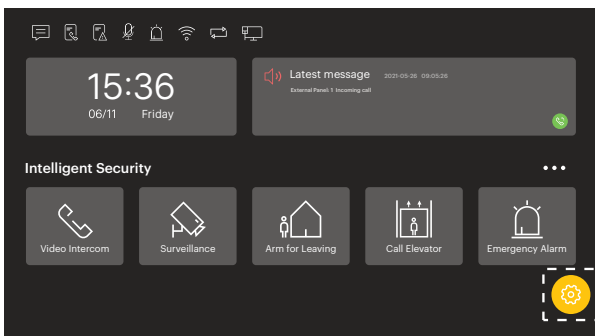 15:36
06/11 Friday
Latest message 2021-05-26 09:05:26
External Panel: 1 Incoming call
Intelligent Security
Video Intercom
Surveillance
Arm for Leaving
Call Elevator
Emergency Alarm